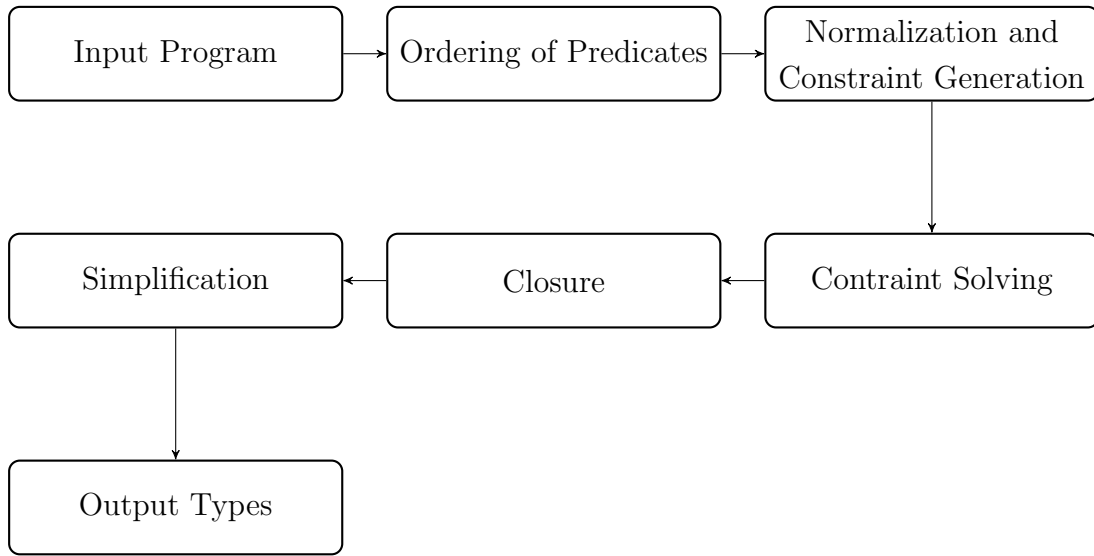 Input Program
Ordering of Predicates
Normalization and
Constraint Generation
Contraint Solving
Closure
Simplification
Output Types